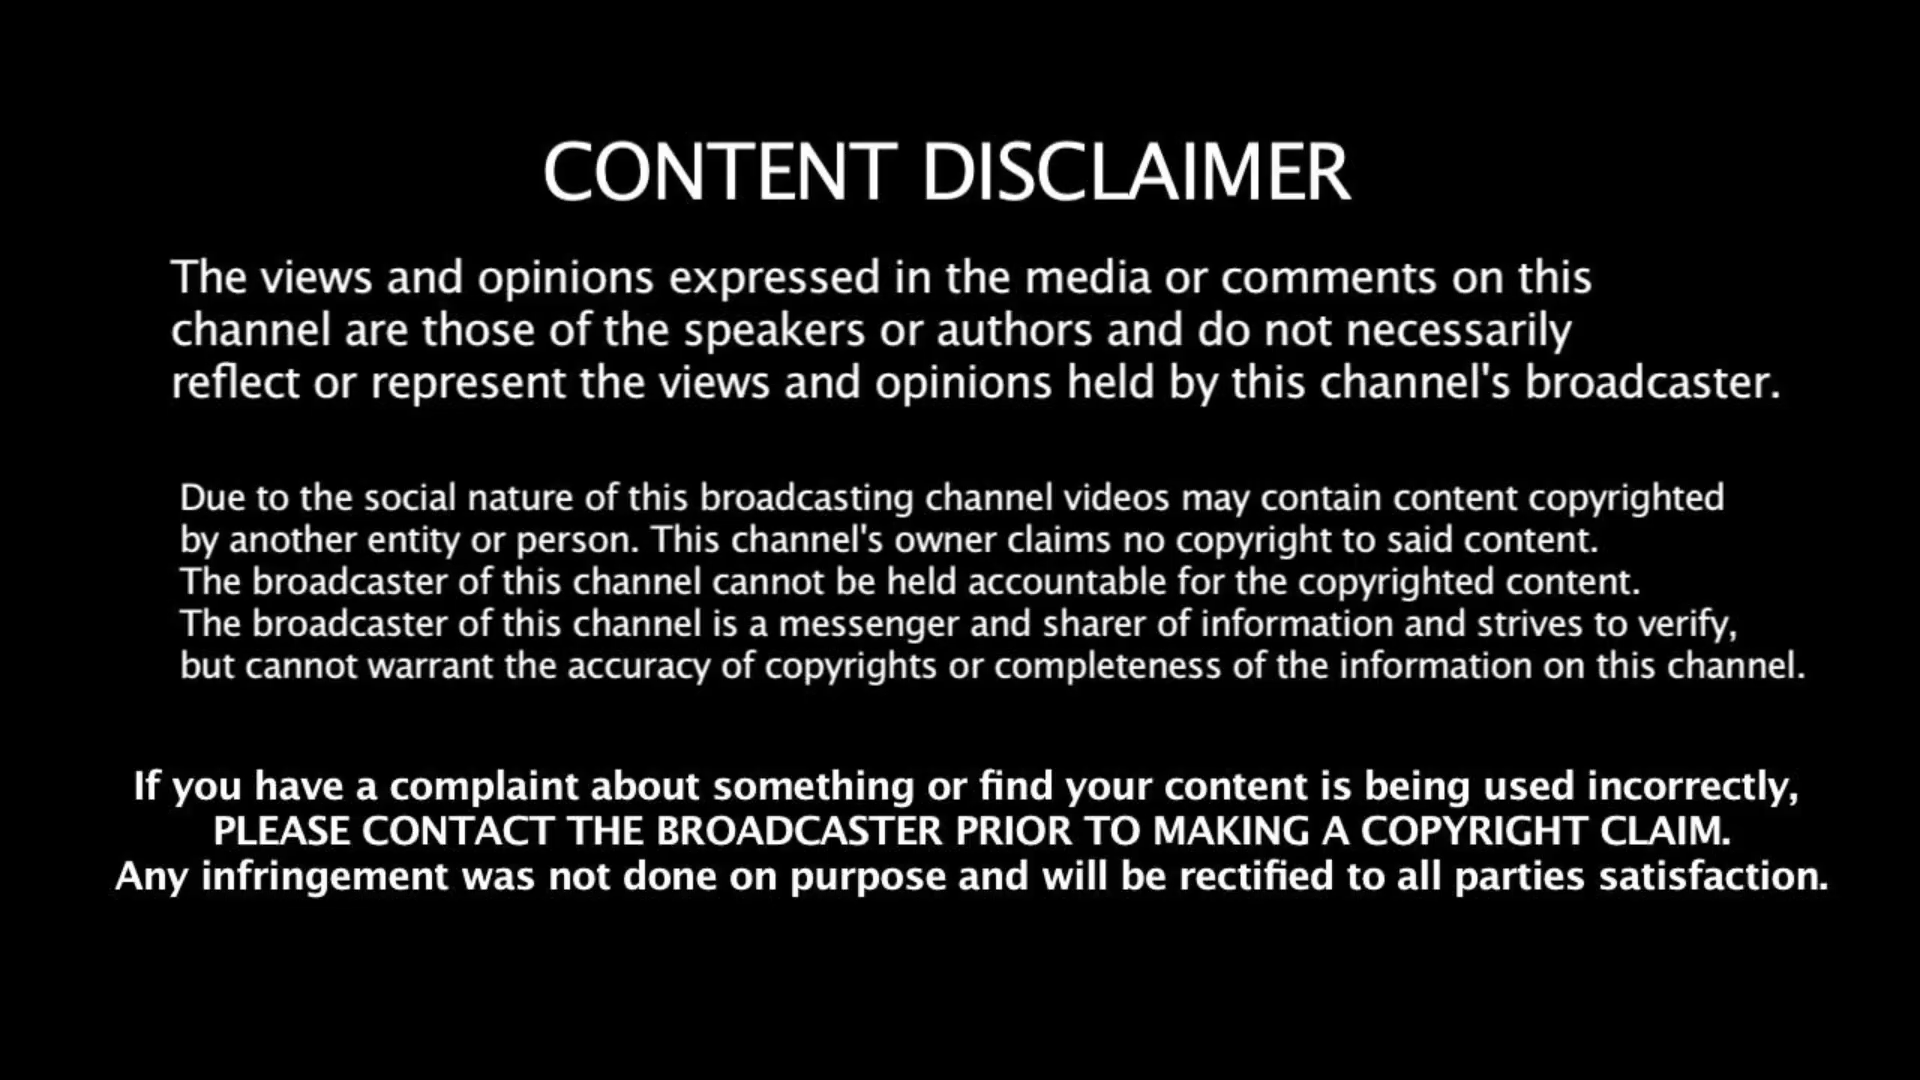 CONTENT DISCLAIMER
The views and opinions expressed in the media or comments on this
channel are those of the speakers or authors and do not necessarily
reflect or represent the views and opinions held by this channel's broadcaster.
Due to the social nature of this broadcasting channel videos may contain content copyrighted
by another entity or person. This channel's owner claims no copyright to said content.
The broadcaster of this channel cannot be held accountable for the copyrighted content.
The broadcaster of this channel is a messenger and sharer of information and strives to verify,
but cannot warrant the accuracy of copyrights or completeness of the information on this channel.
If you have a complaint about something or find your content is being used incorrectly,
PLEASE CONTACT THE BROADCASTER PRIOR TO MAKING A COPYRIGHT CLAIM.
Any infringement was not done on purpose and will be rectified to all parties satisfaction.